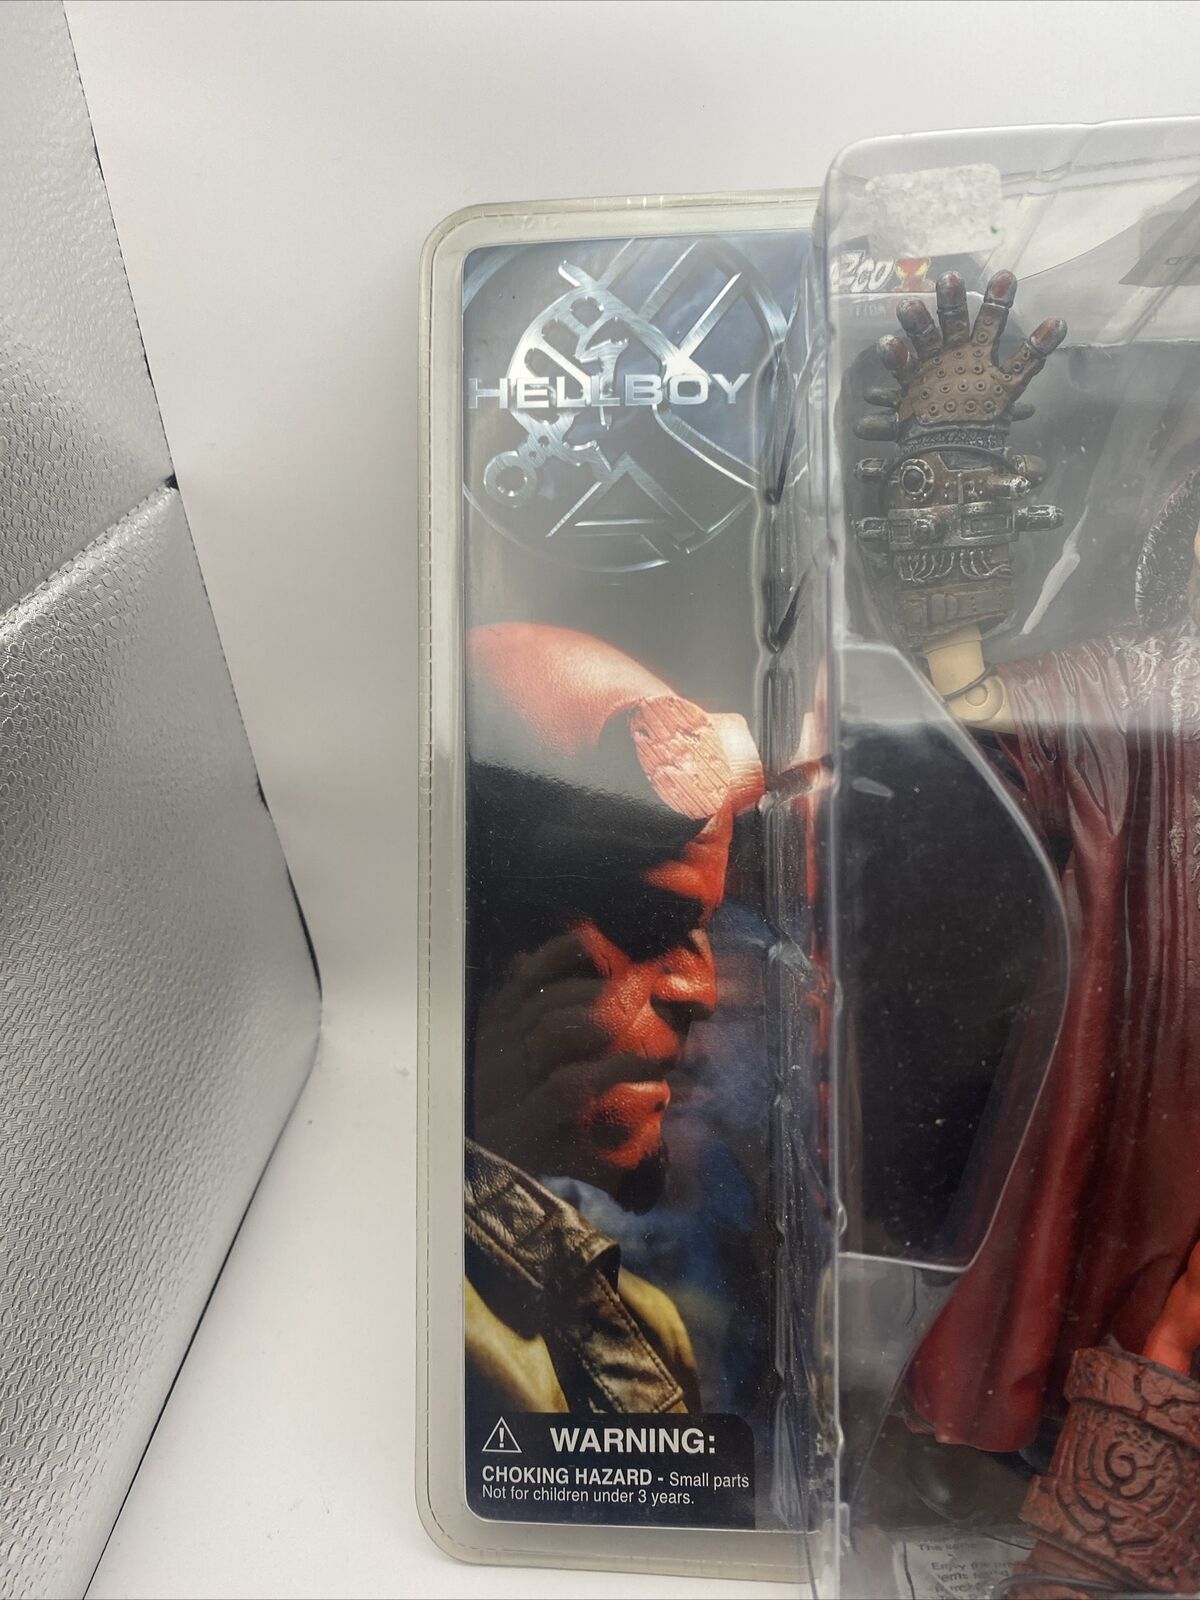 HELLBOY
WARNING:
CHOKING HAZARD - Small parts
Not for children under 3 years.